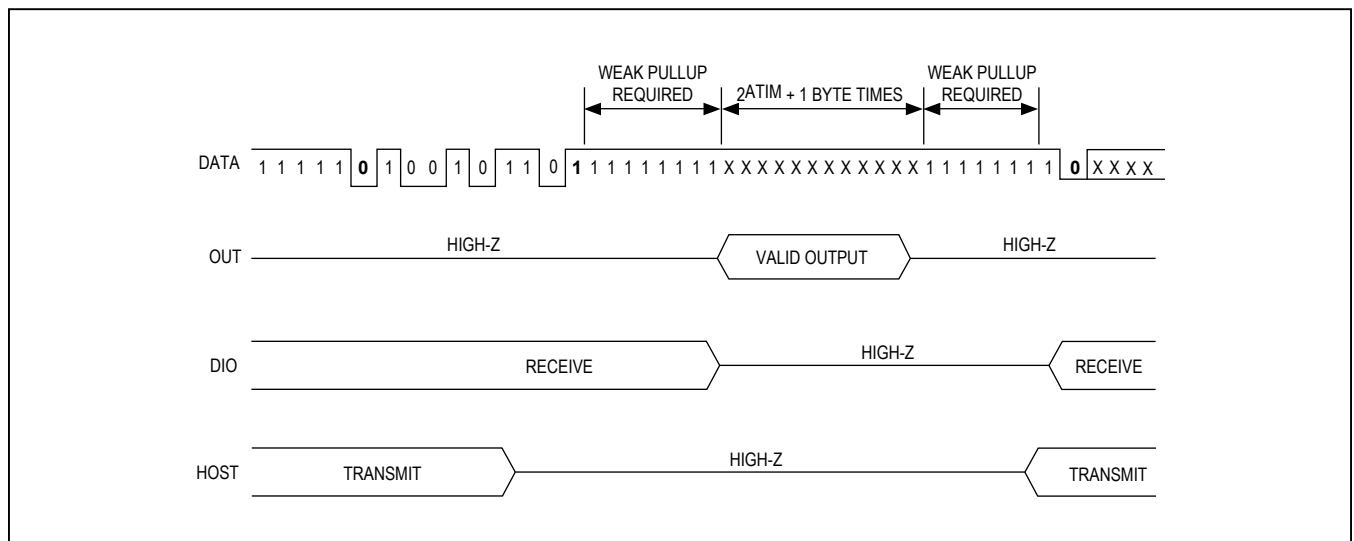 WEAK PULLUP
REQUIRED
2ATIM + 1 BYTE TIMES
WEAK PULLUP
REQUIRED
DATA 1 1 1 1 1 0 1 0 0 1 0 1 1 0 1 1 1 1 1 1 1 1 X X X X X X X X X X X 1 1 1 1 1 1 1 0 X X X X
OUT HIGH-Z VALID OUTPUT HIGH-Z
DIO RECEIVE HIGH-Z RECEIVE
HOST TRANSMIT HIGH-Z TRANSMIT